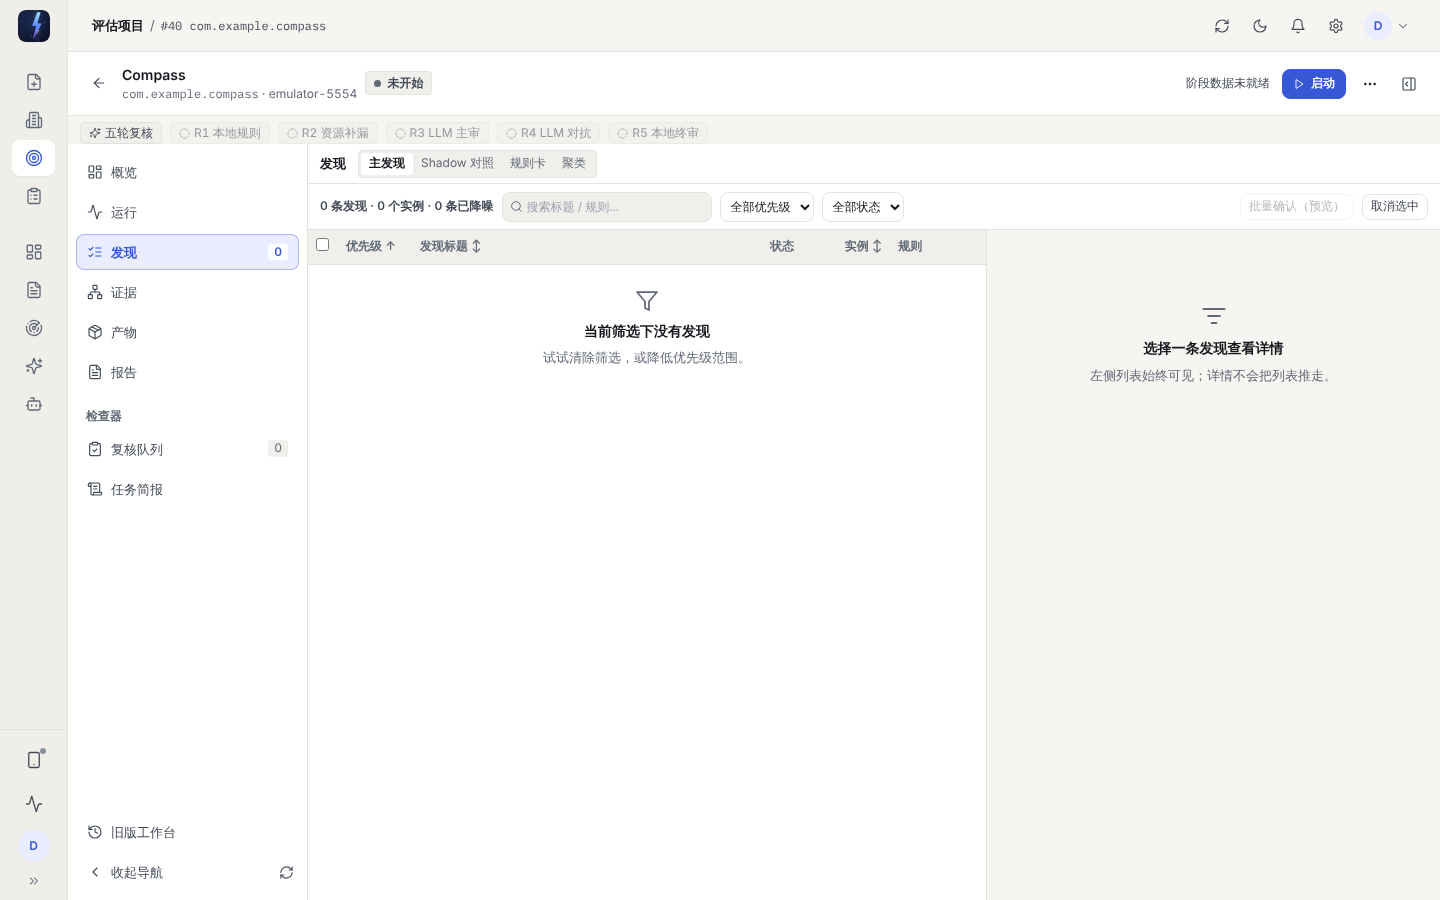 评估项目 / #40 com.example.compass
D
Compass
com.example.compass · emulator-5554
未开始
阶段数据未就绪
启动
五轮复核
R1 本地规则
R2 资源补漏
R3 LLM 主审
R4 LLM 对抗
R5 本地终审
概览
运行
发现 0
证据
产物
报告
检查器
复核队列 0
任务简报
旧版工作台
收起导航
D
发现
主发现
Shadow 对照
规则卡
聚类
0 条发现 · 0 个实例 · 0 条已降噪
搜索标题 / 规则...
全部优先级
全部状态
批量确认（预览）
取消选中
优先级
发现标题
状态
实例
规则
当前筛选下没有发现
试试清除筛选，或降低优先级范围。
选择一条发现查看详情
左侧列表始终可见；详情不会把列表推走。